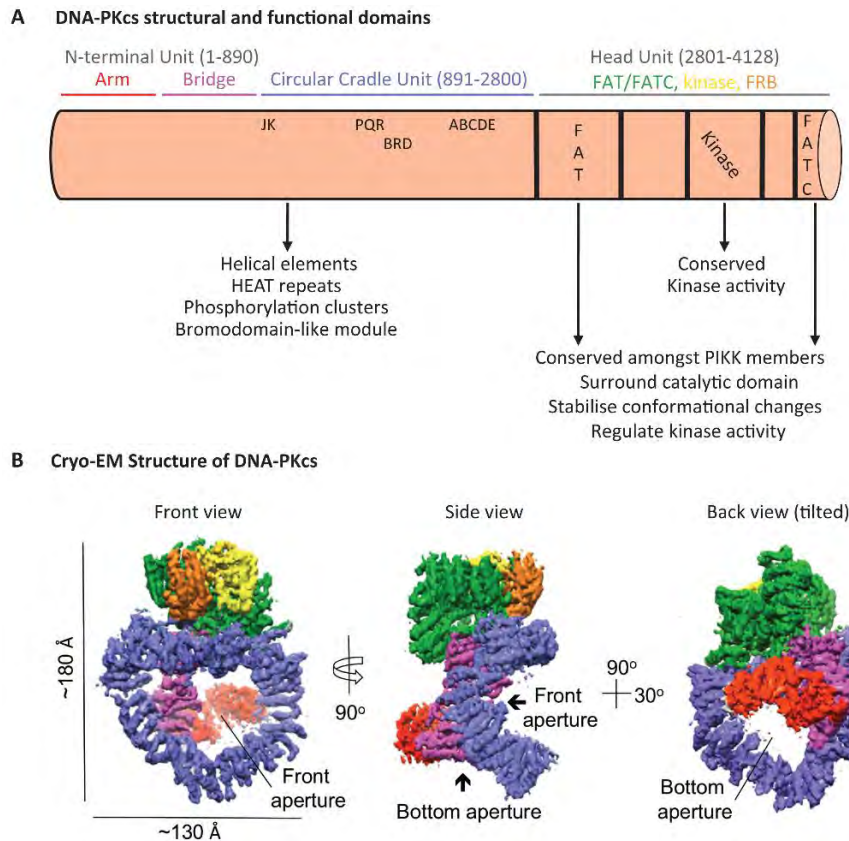 A DNA-PKcs structural and functional domains
N-terminal Unit (1-890)
Head Unit (2801-4128)
Arm
Bridge
Circular Cradle Unit (891-2800)
FAT/FATC, kinase, FRB
JK
PQR
BRD
ABCDE
FAT
Kinase
FATC
Helical elements
HEAT repeats
Phosphorylation clusters
Bromodomain-like module
Conserved
Kinase activity
Conserved amongst PIKK members
Surround catalytic domain
Stabilise conformational changes
Regulate kinase activity
B Cryo-EM Structure of DNA-PKcs
Front view
Side view
Back view (tilted)
~180 Å
90°
Front
aperture
90°
30°
Front
aperture
Bottom aperture
Bottom
aperture
~130 Å